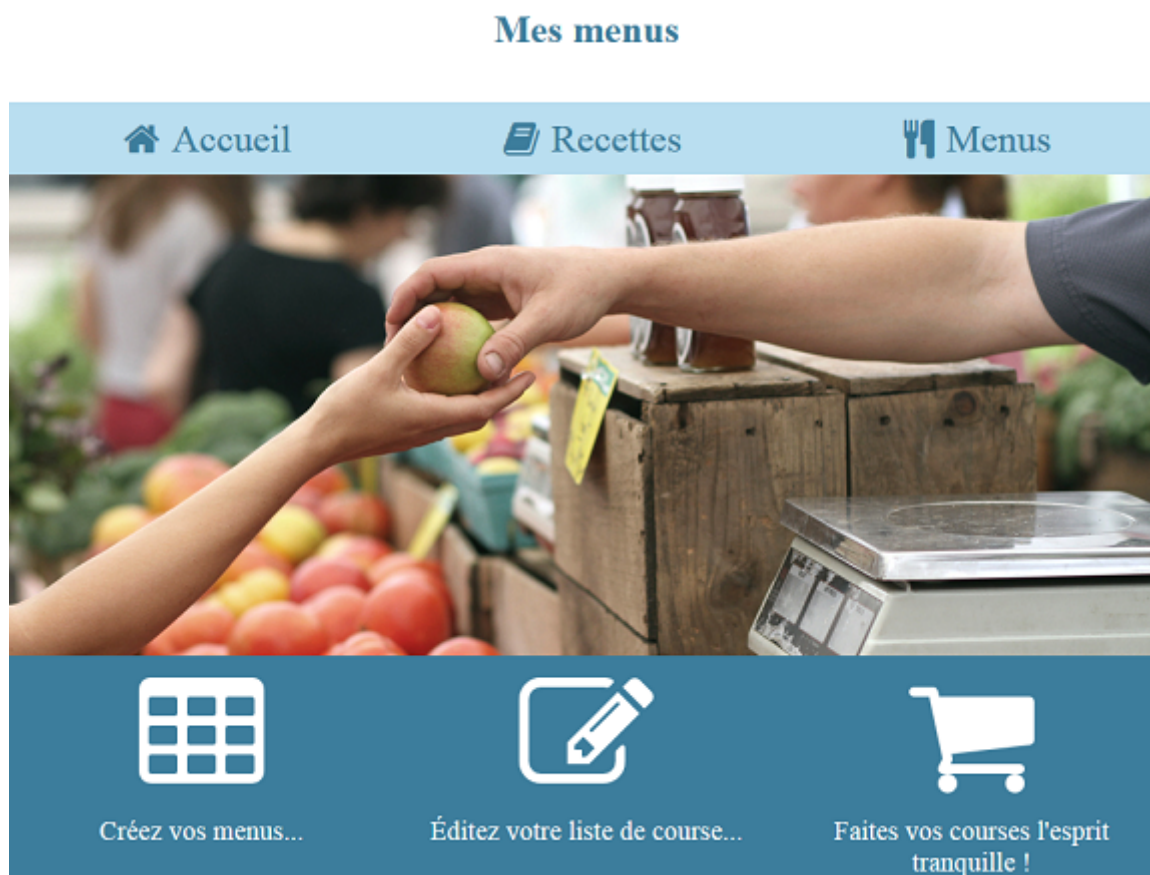 Mes menus
Accueil
Recettes
Menus
Créez vos menus...
Éditez votre liste de course...
Faites vos courses l'esprit
tranquille !